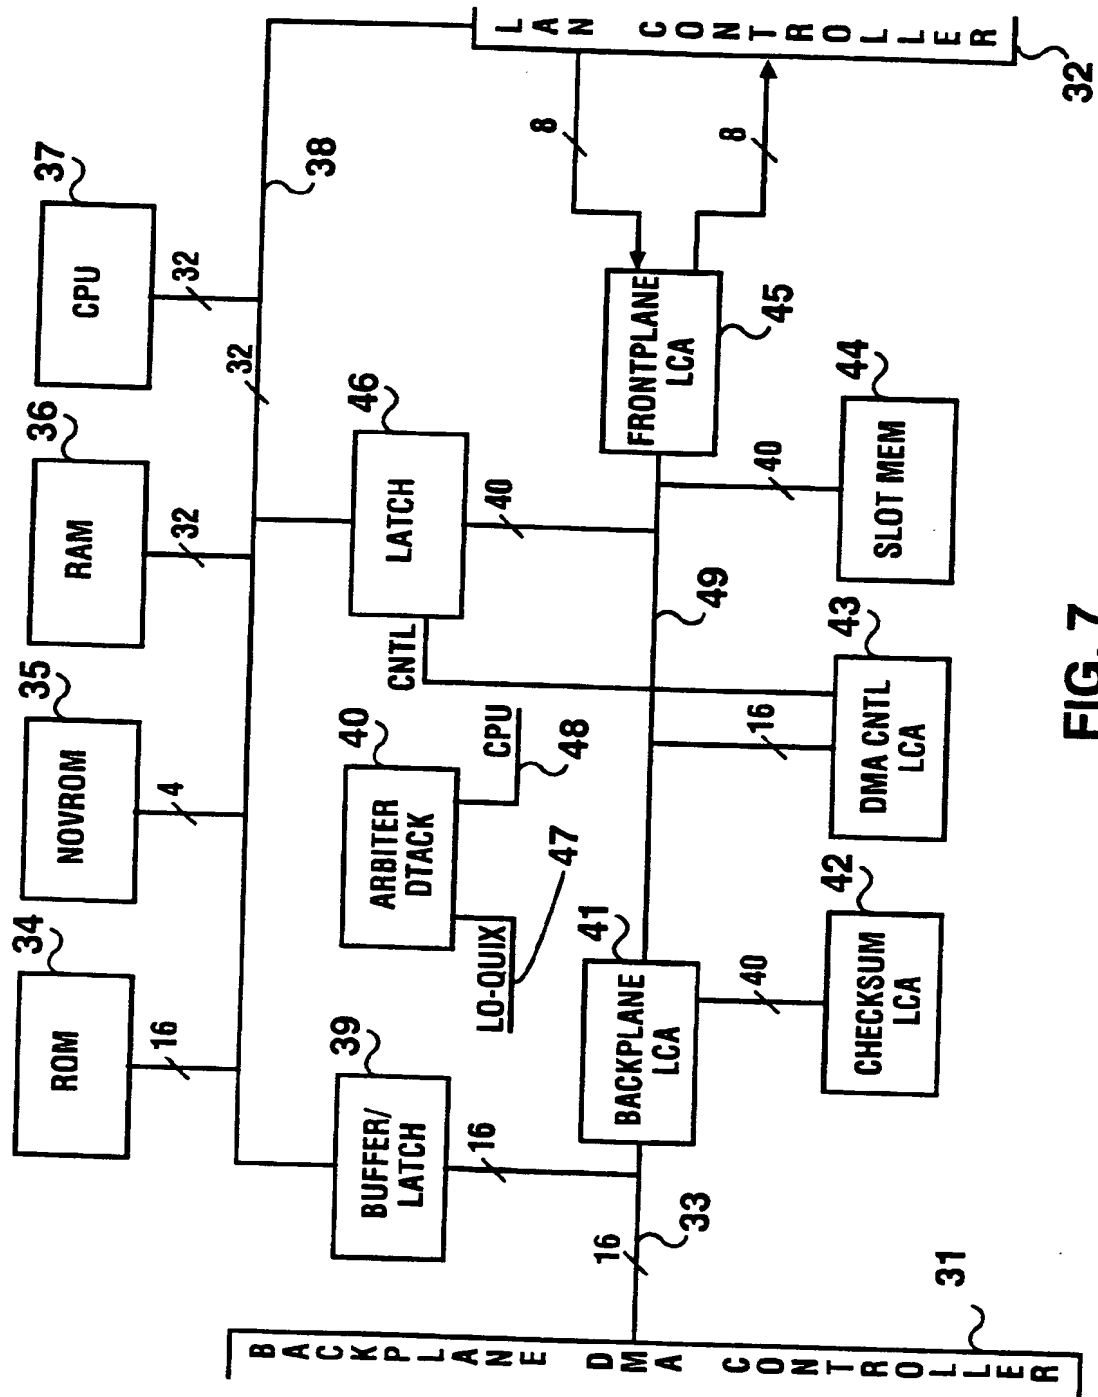 34
35
36
37
ROM
NOVROM
RAM
CPU
16
4
32
32
32
38
39
40
46
BUFFER/
LATCH
ARBITER
DTACK
LATCH
CNTL
16
LO-QUIX
CPU
47
48
40
8
8
LAN CONTROLLER
32
BACKPLANE DMA CONTROLLER
31
16
33
41
BACKPLANE
LCA
49
FRONTPLANE
LCA
45
40
16
40
42
43
44
CHECKSUM
LCA
DMA CNTL
LCA
SLOT MEM
FIG. 7